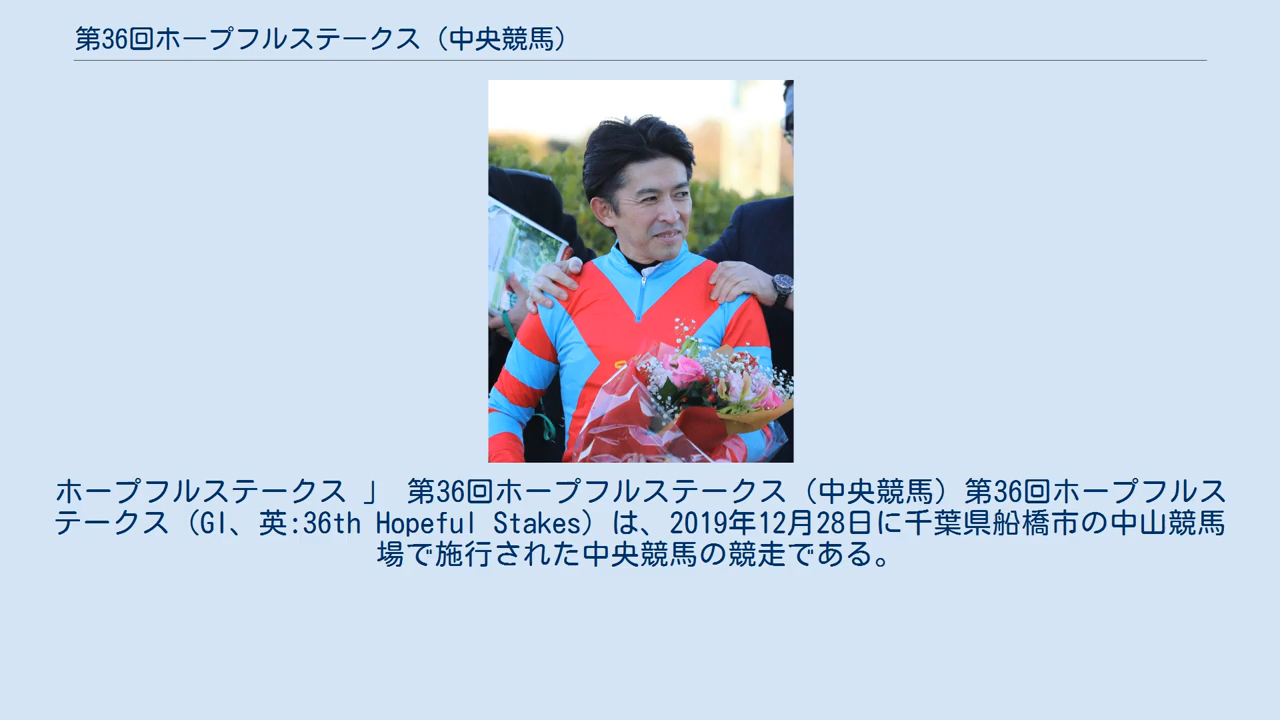 第36回ホープフルステークス（中央競馬）
ホープフルステークス 」 第36回ホープフルステークス（中央競馬）第36回ホープフルス
テークス（GI、英:36th Hopeful Stakes）は、2019年12月28日に千葉県船橋市の中山競馬
場で施行された中央競馬の競走である。